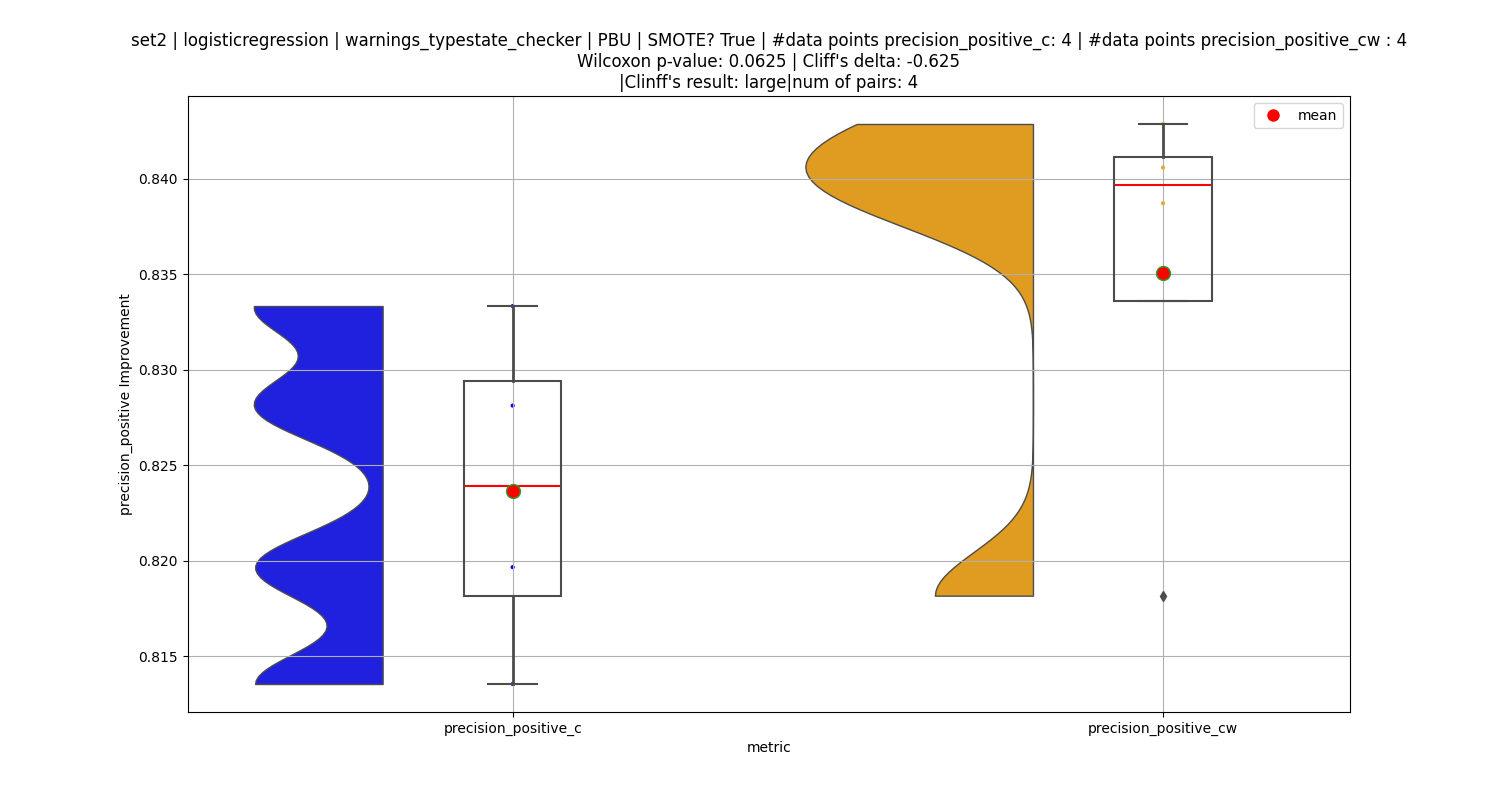 set2 | logisticregression | warnings_typestate_checker | PBU | SMOTE? True | #data points precision_positive_c: 4 | #data points precision_positive_cw : 4
Wilcoxon p-value: 0.0625 | Cliff's delta: -0.625
|Clinff's result: large|num of pairs: 4
mean
0.840
0.835
0.830
0.825
0.820
0.815
precision_positive Improvement
precision_positive_c
precision_positive_cw
metric